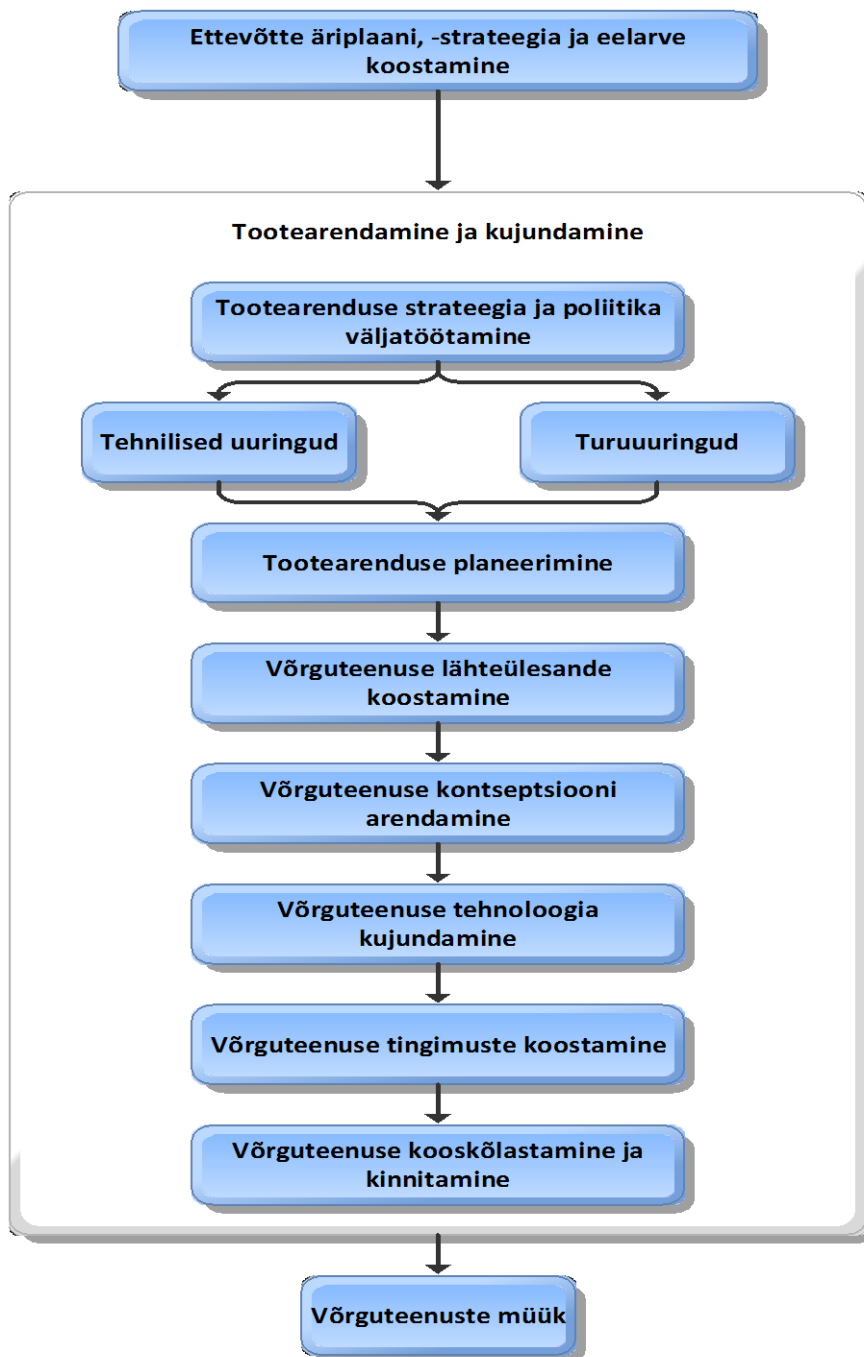 Ettevõtte äriplaani, -strateegia ja eelarve
koostamine
Tootearendamine ja kujundamine
Tootearenduse strateegia ja poliitika
väljatöötamine
Tehnilised uuringud
Turuuuringud
Tootearenduse planeerimine
Võrguteenuse lähteülesande
koostamine
Võrguteenuse kontseptsiooni
arendamine
Võrguteenuse tehnoloogia
kujundamine
Võrguteenuse tingimuste koostamine
Võrguteenuse kooskõlastamine ja
kinnitamine
Võrguteenuste müük